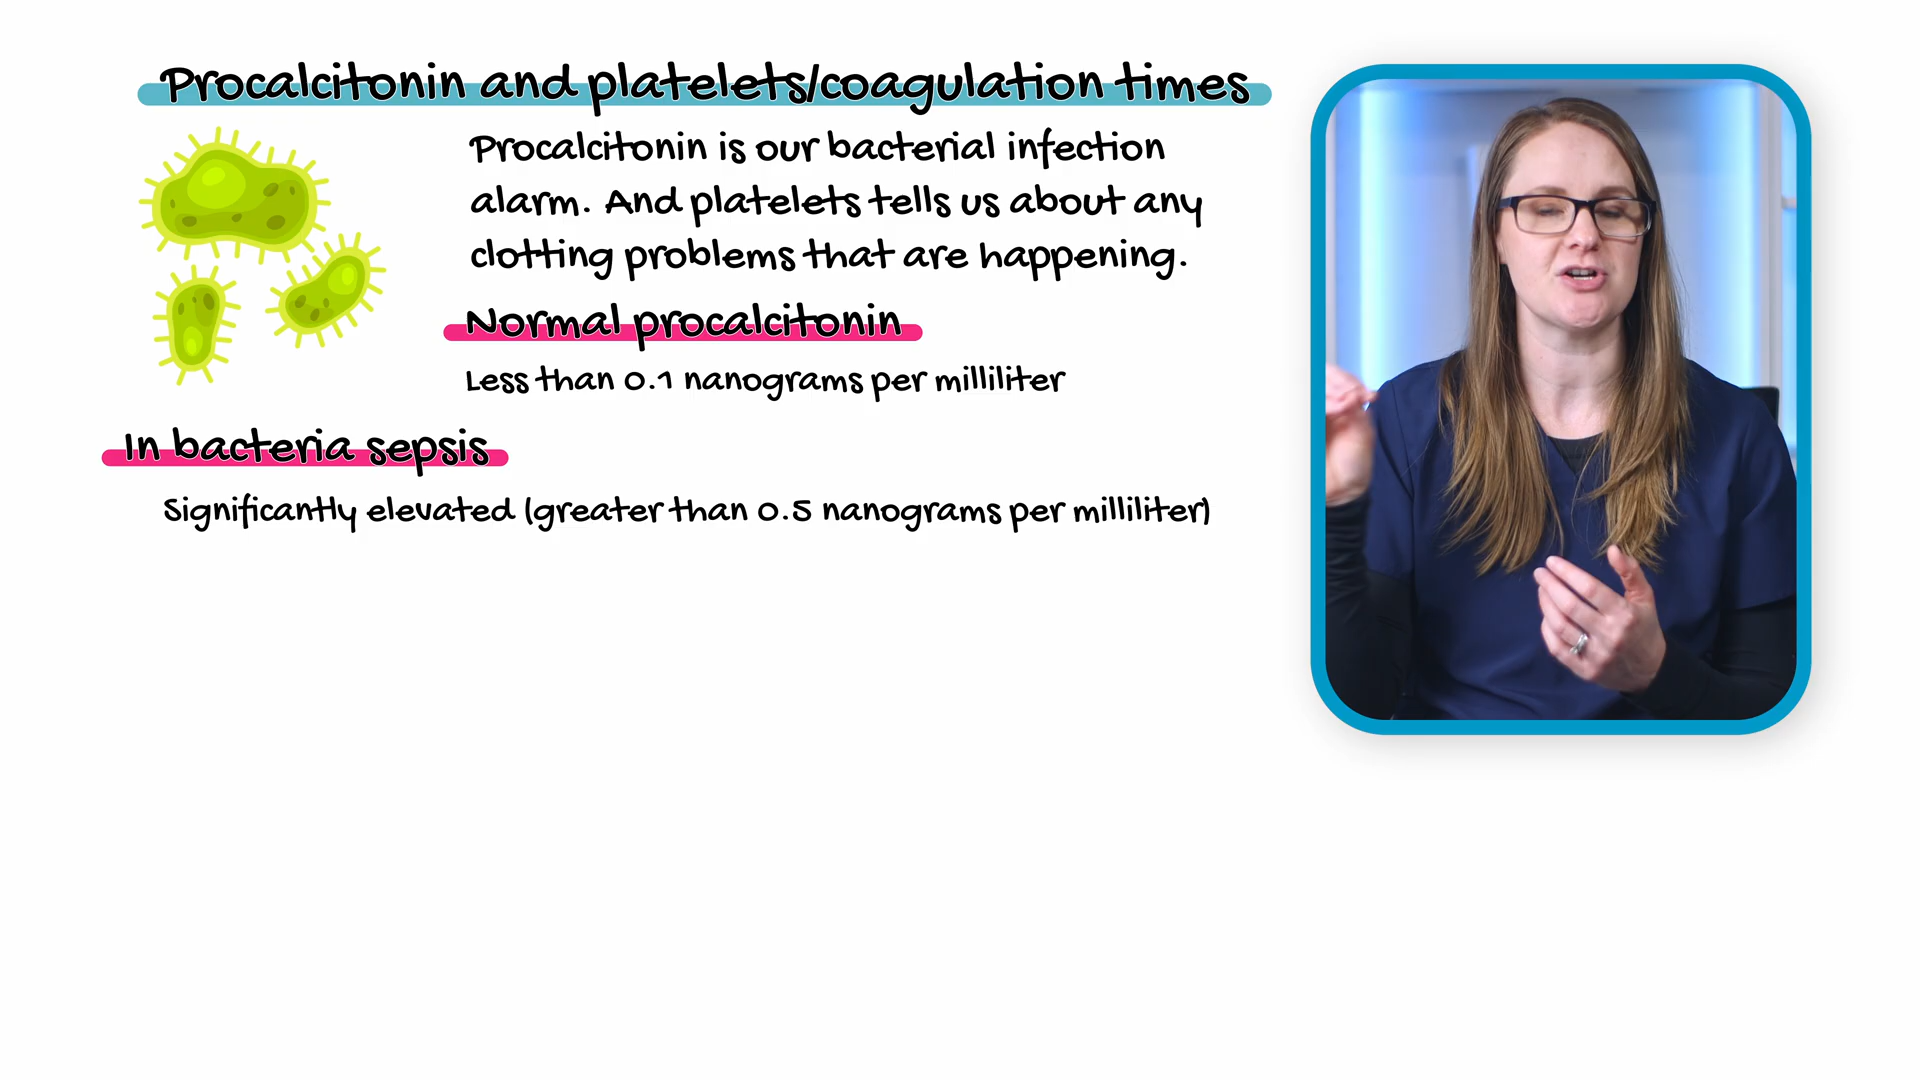 Procalcitonin and platelets/coagulation times
Procalcitonin is our bacterial infection
alarm. And platelets tells us about any
clotting problems that are happening.
Normal procalcitonin
Less than 0.1 nanograms per milliliter
In bacteria sepsis
Significantly elevated (greater than 0.5 nanograms per milliliter)